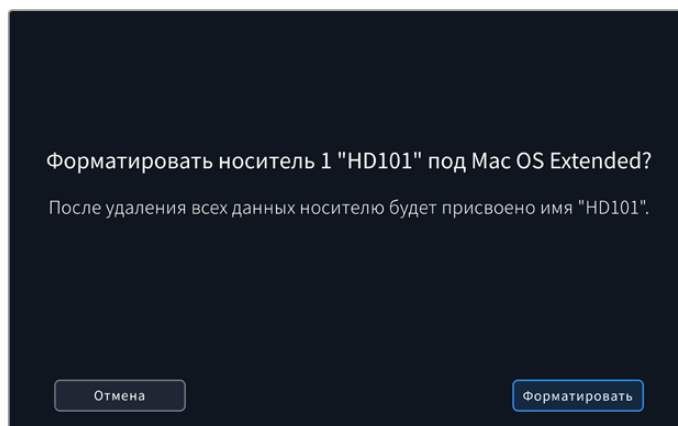 Форматировать носитель 1 "HD101" под Mac OS Extended?
После удаления всех данных носителю будет присвоено имя "HD101".
Отмена
Форматировать